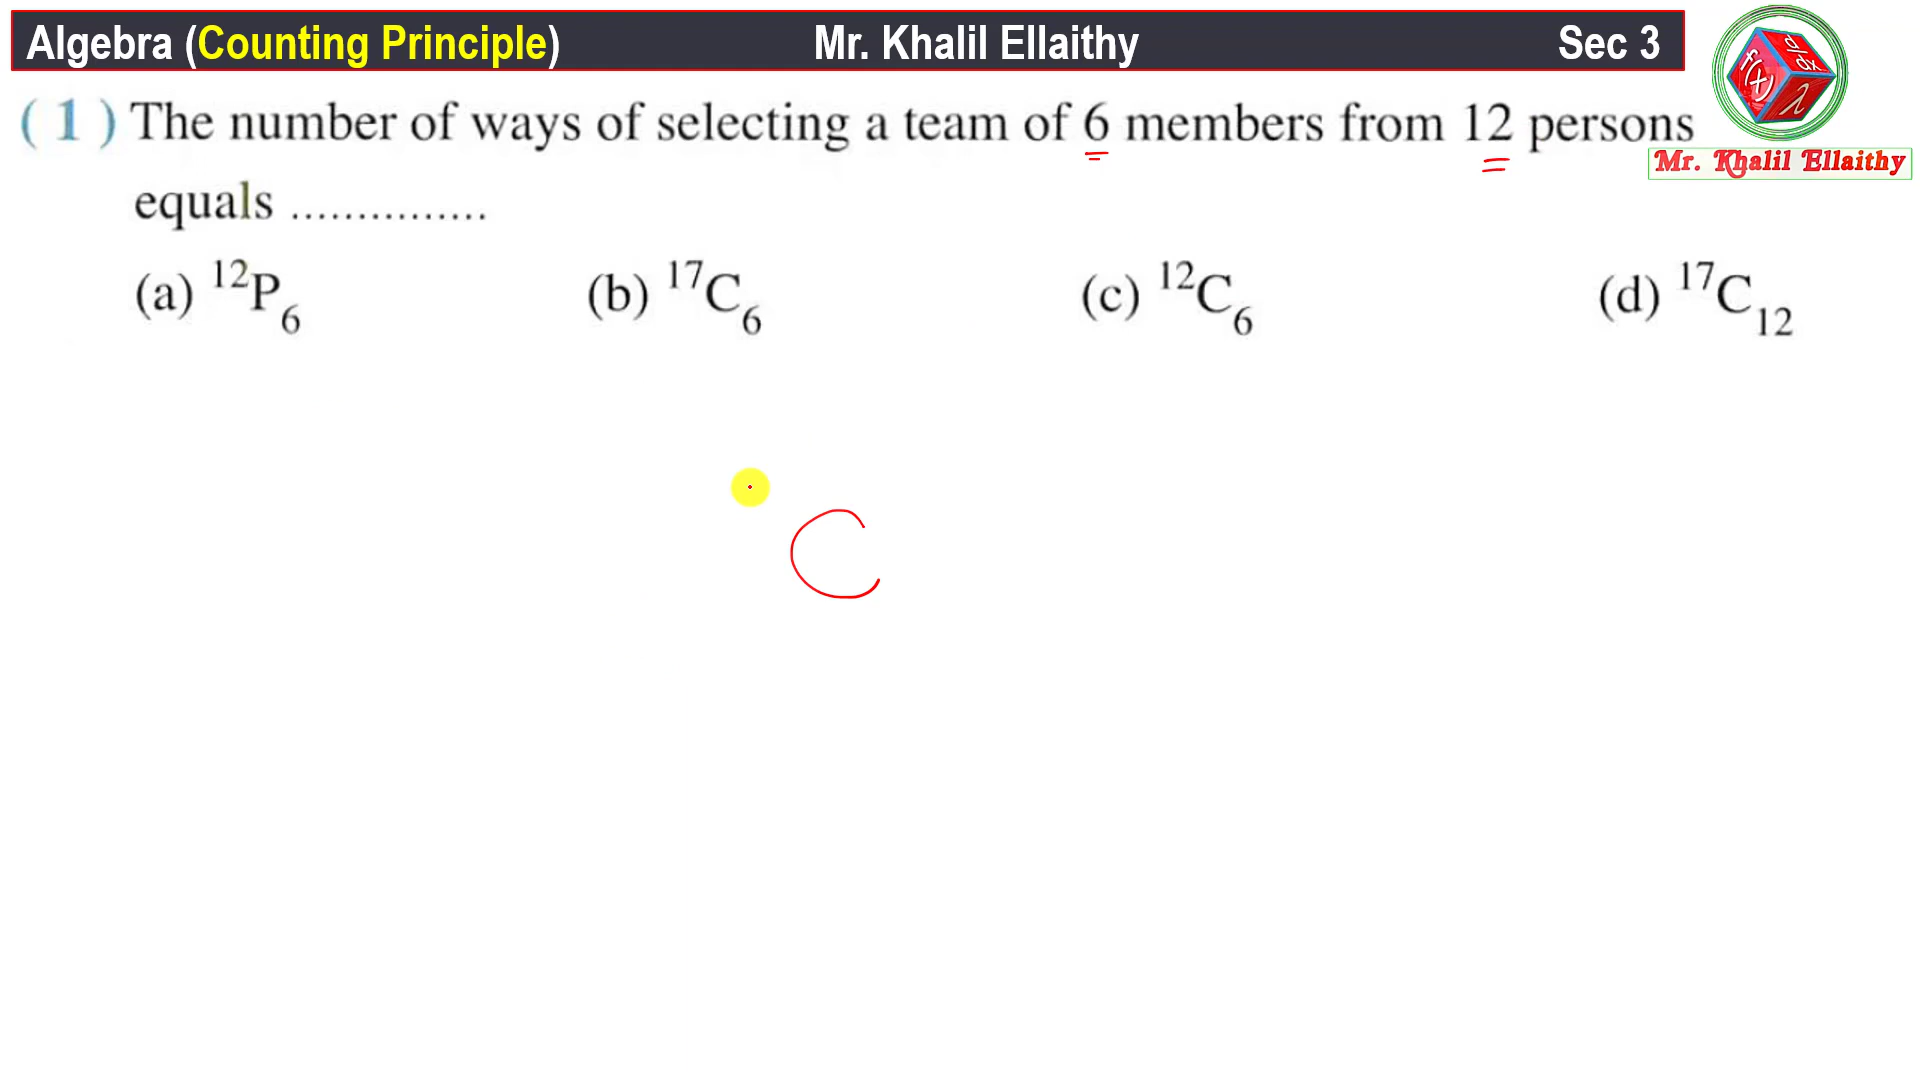 Algebra (Counting Principle) Mr. Khalil Ellaithy Sec 3
f(x) d/dx λ
Mr. Khalil Ellaithy
( 1 ) The number of ways of selecting a team of 6 members from 12 persons
equals ...............
(a) ¹²P₆ (b) ¹⁷C₆ (c) ¹²C₆ (d) ¹⁷C₁₂
C